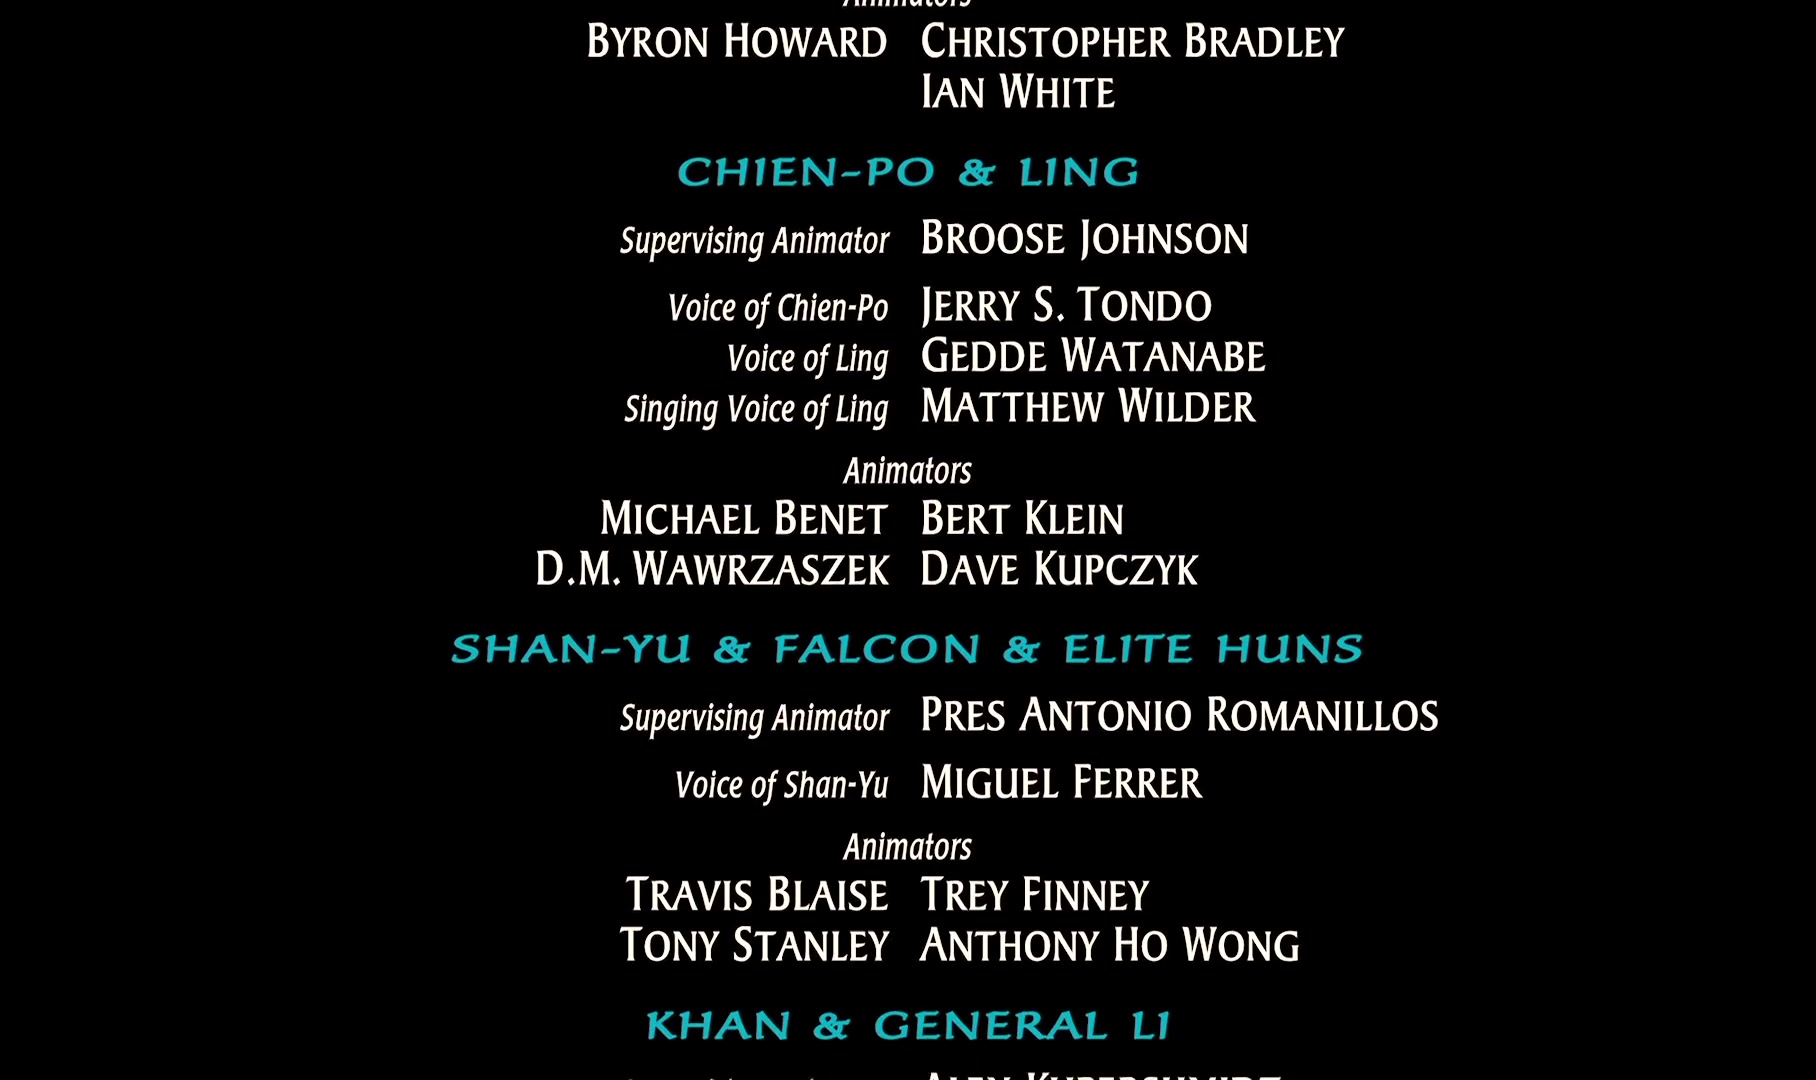 Animators
BYRON HOWARD CHRISTOPHER BRADLEY
IAN WHITE
CHIEN-PO & LING
Supervising Animator BROOSE JOHNSON
Voice of Chien-Po JERRY S. TONDO
Voice of Ling GEDDE WATANABE
Singing Voice of Ling MATTHEW WILDER
Animators
MICHAEL BENET BERT KLEIN
D.M. WAWRZASZEK DAVE KUPCZYK
SHAN-YU & FALCON & ELITE HUNS
Supervising Animator PRES ANTONIO ROMANILLOS
Voice of Shan-Yu MIGUEL FERRER
Animators
TRAVIS BLAISE TREY FINNEY
TONY STANLEY ANTHONY HO WONG
KHAN & GENERAL LI